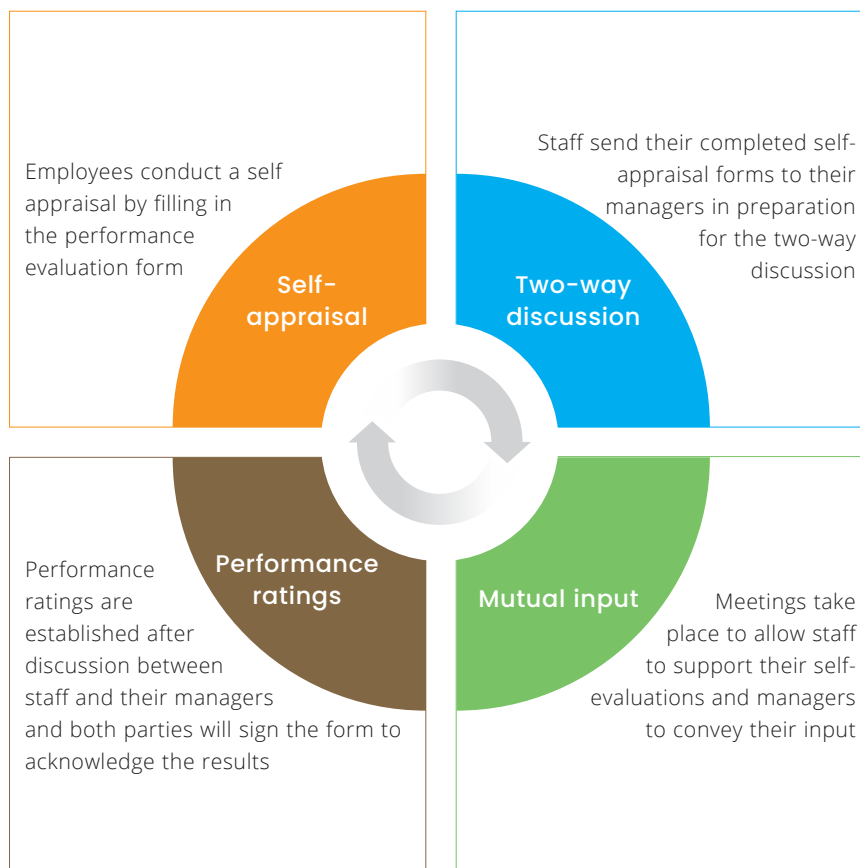 Employees conduct a self
appraisal by filling in
the performance
evaluation form
Self-
appraisal
Staff send their completed self-
appraisal forms to their
managers in preparation
for the two-way
discussion
Two-way
discussion
Performance
ratings are
established after
discussion between
staff and their managers
and both parties will sign the form to
acknowledge the results
Performance
ratings
Mutual input
Meetings take
place to allow staff
to support their self-
evaluations and managers
to convey their input